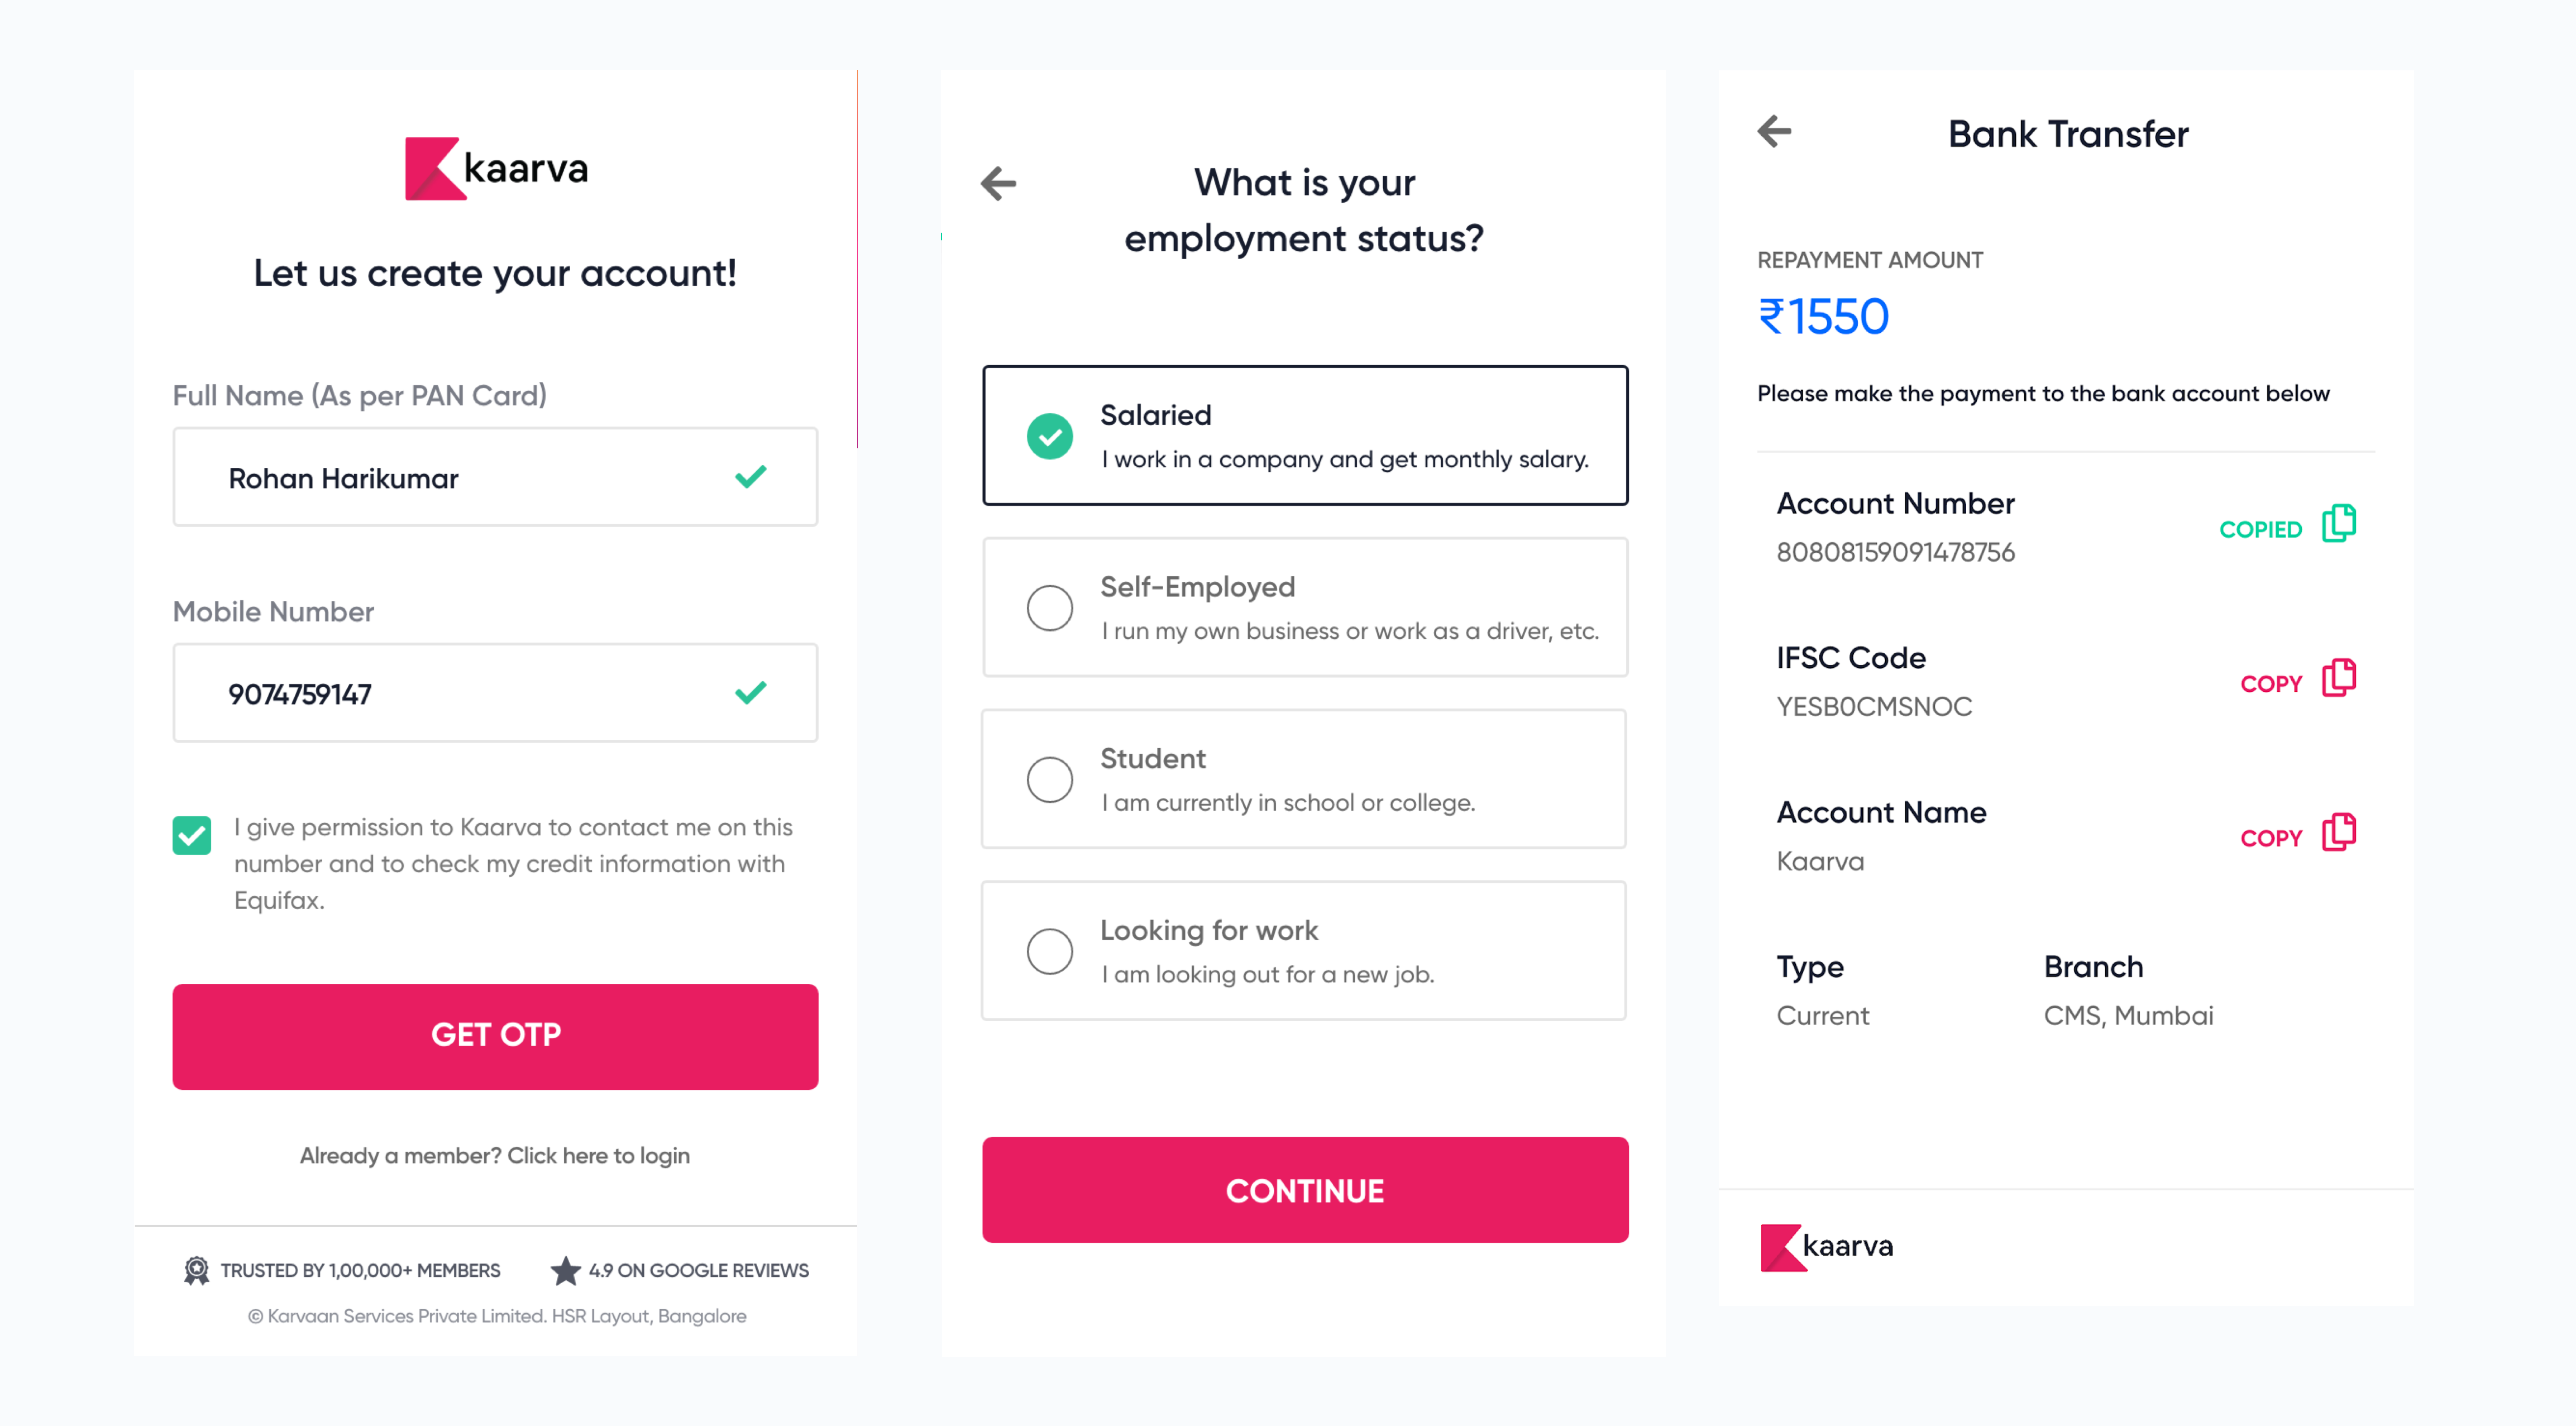 kaarva
Let us create your account!
Full Name (As per PAN Card)
Rohan Harikumar
Mobile Number
9074759147
I give permission to Kaarva to contact me on this
number and to check my credit information with
Equifax.
GET OTP
Already a member? Click here to login
TRUSTED BY 1,00,000+ MEMBERS
4.9 ON GOOGLE REVIEWS
© Karvaan Services Private Limited. HSR Layout, Bangalore
What is your
employment status?
Salaried
I work in a company and get monthly salary.
Self-Employed
I run my own business or work as a driver, etc.
Student
I am currently in school or college.
Looking for work
I am looking out for a new job.
CONTINUE
Bank Transfer
REPAYMENT AMOUNT
₹1550
Please make the payment to the bank account below
Account Number
80808159091478756
COPIED
IFSC Code
YESB0CMSNOC
COPY
Account Name
Kaarva
COPY
Type
Current
Branch
CMS, Mumbai
kaarva